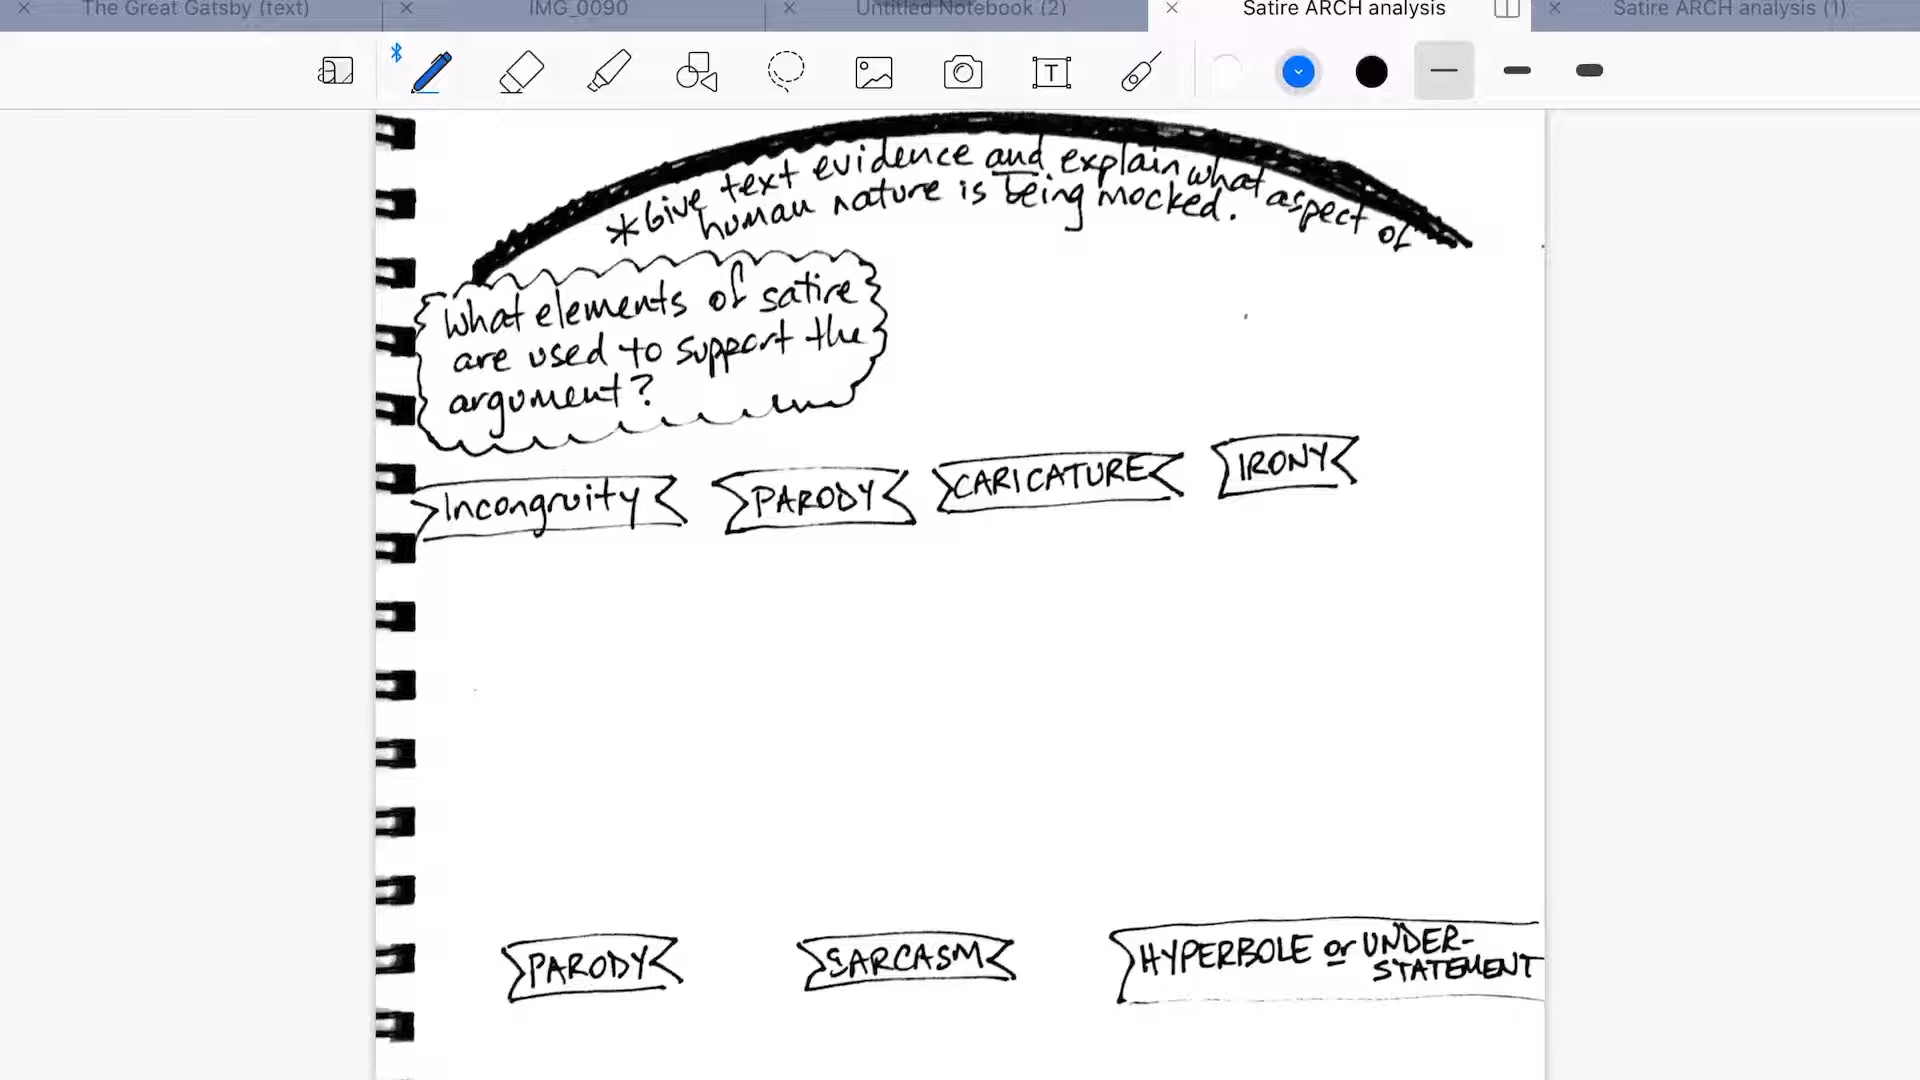 The Great Gatsby (text)
IMG_0090
Untitled Notebook (2)
Satire ARCH analysis
Satire ARCH analysis (1)
a
T
*Give text evidence and explain what aspect of
human nature is being mocked.
What elements of satire
are used to support the
argument?
Incongruity
PARODY
CARICATURE
IRONY
PARODY
SARCASM
HYPERBOLE or UNDER-
STATEMENT